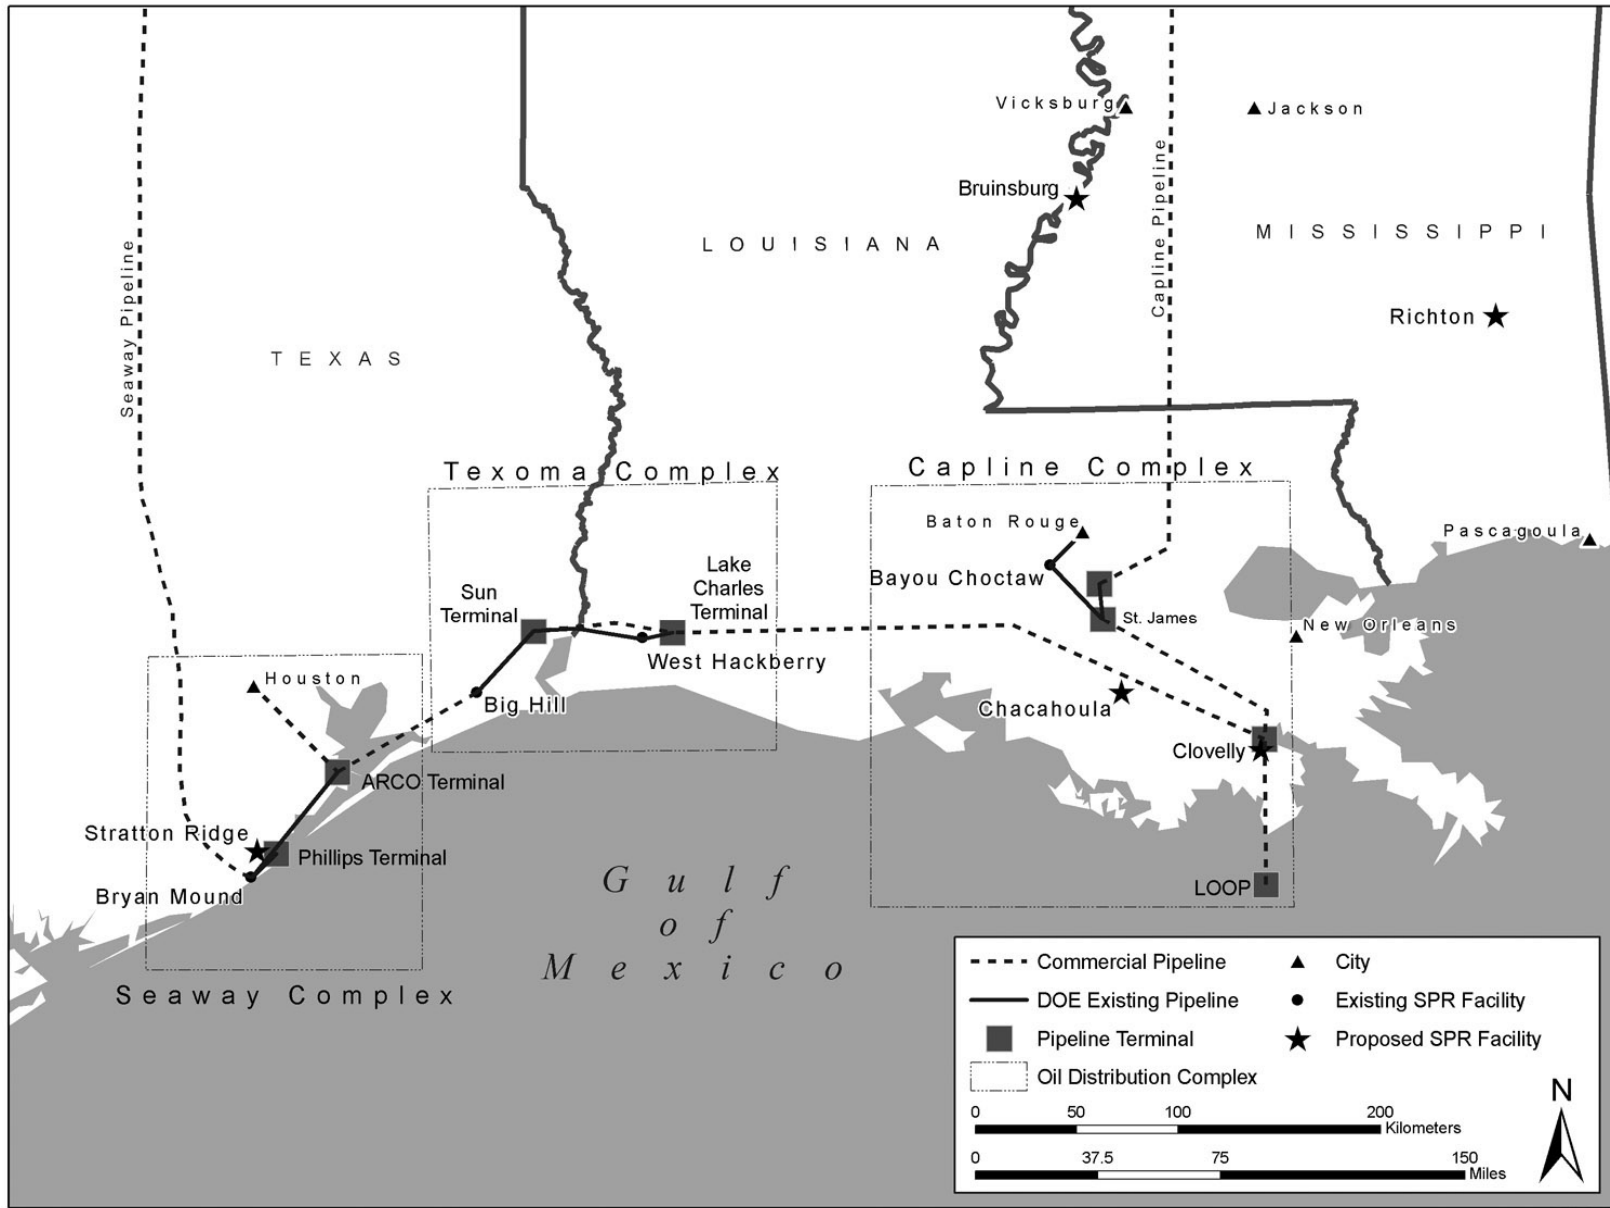 Vicksburg
Jackson
Bruinsburg
Capline Pipeline
LOUISIANA
MISSISSIPPI
Seaway Pipeline
Richton
TEXAS
Texoma Complex
Capline Complex
Baton Rouge
Pascagoula
Lake
Charles
Terminal
Bayou Choctaw
Sun
Terminal
St. James
New Orleans
West Hackberry
Houston
Big Hill
Chacahoula
Clovelly
ARCO Terminal
Stratton Ridge
Phillips Terminal
Bryan Mound
LOOP
Gulf
of
Mexico
Seaway Complex
Commercial Pipeline
City
DOE Existing Pipeline
Existing SPR Facility
Pipeline Terminal
Proposed SPR Facility
Oil Distribution Complex
N
0 50 100 200
Kilometers
0 37.5 75 150
Miles